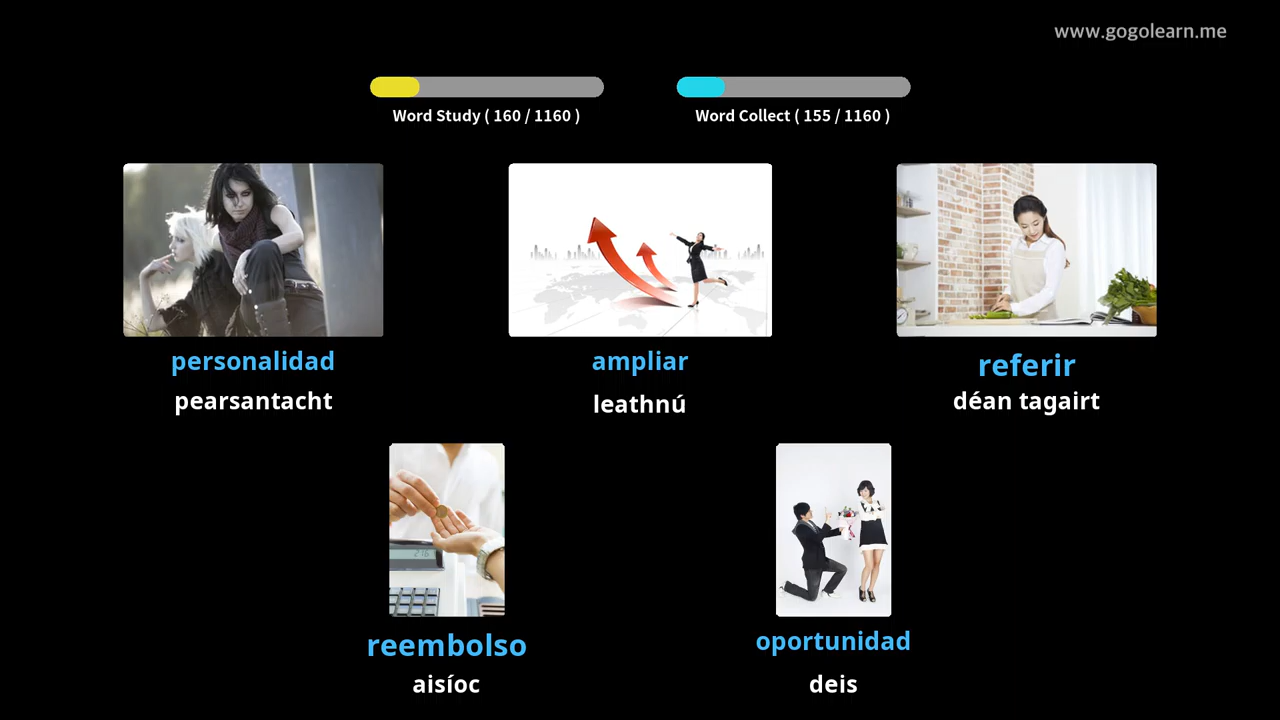 www.gogolearn.me
Word Study ( 160 / 1160 )
Word Collect ( 155 / 1160 )
personalidad
pearsantacht
ampliar
leathnú
referir
déan tagairt
reembolso
aisíoc
oportunidad
deis